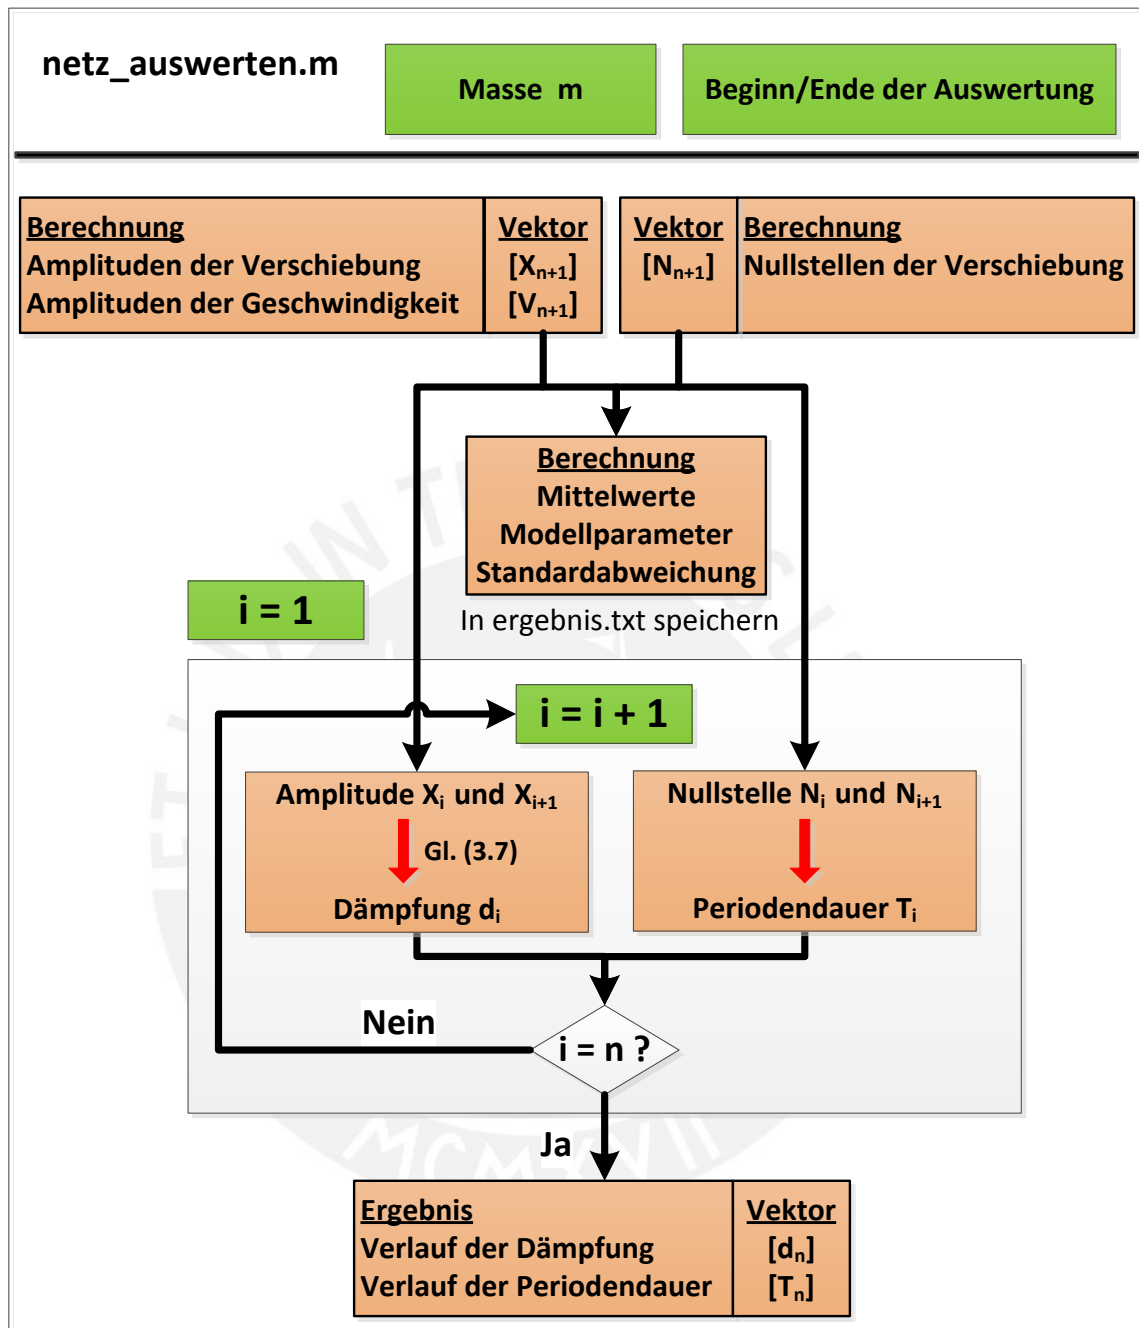 netz_auswerten.m
Masse m
Beginn/Ende der Auswertung
Berechnung
Amplituden der Verschiebung
Amplituden der Geschwindigkeit
Vektor
[Xn+1]
[Vn+1]
Vektor
[Nn+1]
Berechnung
Nullstellen der Verschiebung
Berechnung
Mittelwerte
Modellparameter
Standardabweichung
In ergebnis.txt speichern
i = 1
i = i + 1
Amplitude Xi und Xi+1
Gl. (3.7)
Dämpfung di
Nullstelle Ni und Ni+1
Periodendauer Ti
Nein
i = n ?
Ja
Ergebnis
Verlauf der Dämpfung
Verlauf der Periodendauer
Vektor
[dn]
[Tn]
MCMXVII